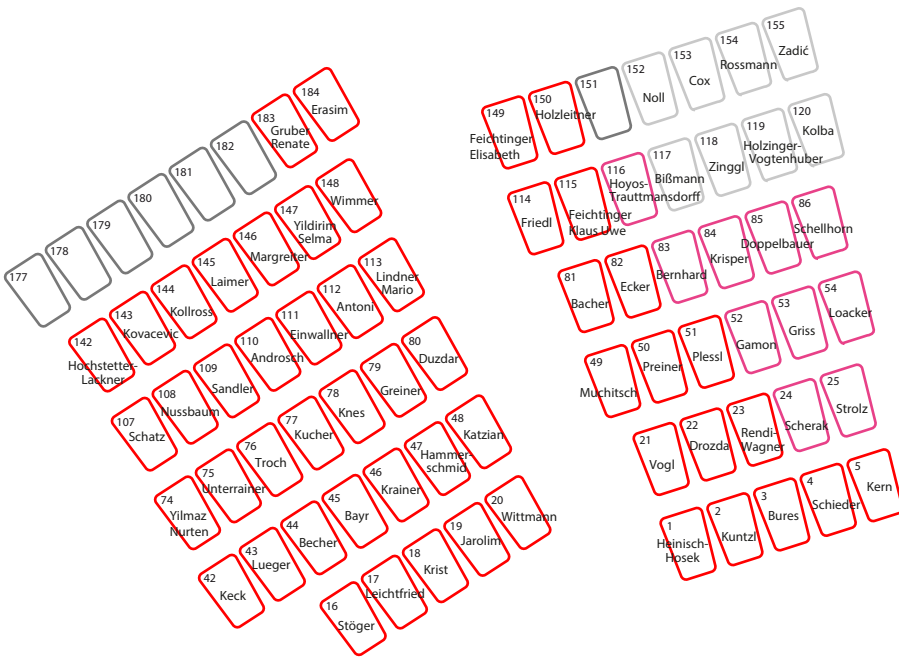 184
Erasim
183
Gruber
Renate
182
181
180
179
178
177
148
Wimmer
147
Yildirim
Selma
146
Margreiter
145
Laimer
144
Kollross
143
Kovacevic
142
Hochstetter-
Lackner
113
Lindner
Mario
112
Antoni
111
Einwallner
110
Androsch
109
Sandler
108
Nussbaum
107
Schatz
80
Duzdar
79
Greiner
78
Knes
77
Kucher
76
Troch
75
Unterrainer
74
Yilmaz
Nurten
48
Katzian
47
Hammer-
schmid
46
Krainer
45
Bayr
44
Becher
43
Lueger
42
Keck
20
Wittmann
19
Jarolim
18
Krist
17
Leichtfried
16
Stöger
149
Feichtinger
Elisabeth
150
Holzleitner
151
152
Noll
153
Cox
154
Rossmann
155
Zadić
114
Friedl
115
Feichtinger
Klaus Uwe
116
Hoyos-
Trauttmansdorff
117
Bißmann
118
Zinggl
119
Holzinger-
Vogtenhuber
120
Kolba
81
Bacher
82
Ecker
83
Bernhard
84
Krisper
85
Doppelbauer
86
Schellhorn
49
Muchitsch
50
Preiner
51
Plessl
52
Gamon
53
Griss
54
Loacker
21
Vogl
22
Drozda
23
Rendi-
Wagner
24
Scherak
25
Strolz
1
Heinisch-
Hosek
2
Kuntzl
3
Bures
4
Schieder
5
Kern